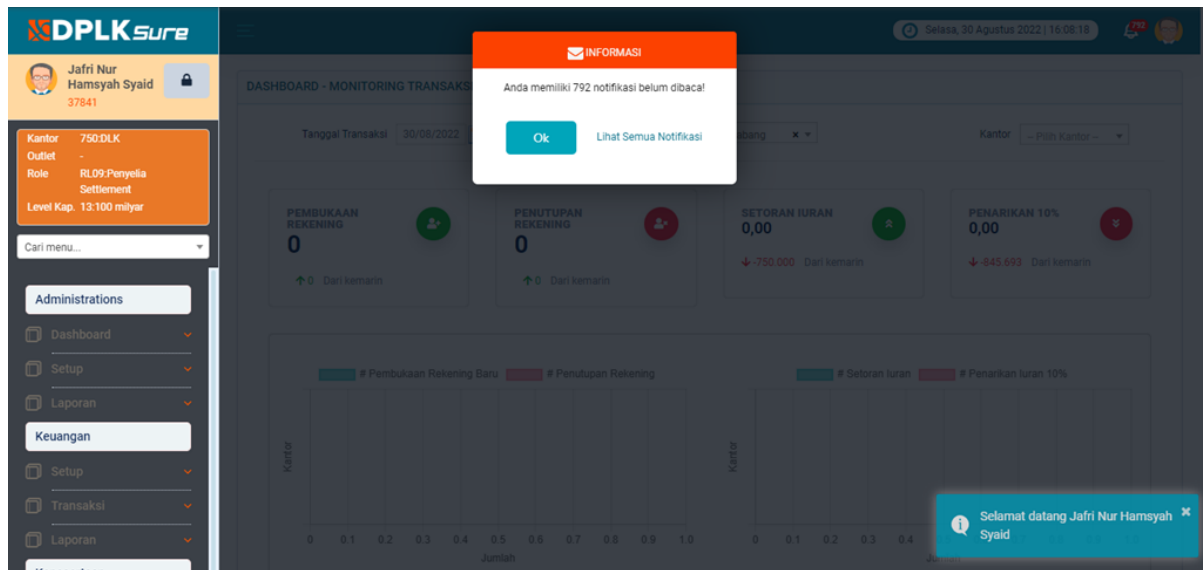 DPLKSure
Selasa, 30 Agustus 2022 | 16:08:18
792
Jafri Nur
Hamsyah Syaid
37841
Kantor 750:DLK
Outlet -
Role RL09:Penyelia
Settlement
Level Kap. 13:100 milyar
Cari menu...
Administrations
Dashboard
Setup
Laporan
Keuangan
Setup
Transaksi
Laporan
INFORMASI
Anda memiliki 792 notifikasi belum dibaca!
Ok Lihat Semua Notifikasi
DASHBOARD - MONITORING TRANSAKS
Tanggal Transaksi 30/08/2022 abang × Kantor -- Pilih Kantor --
PEMBUKAAN
REKENING
0
0 Dari kemarin
PENUTUPAN
REKENING
0
0 Dari kemarin
SETORAN IURAN
0,00
-750.000 Dari kemarin
PENARIKAN 10%
0,00
-845.693 Dari kemarin
# Pembukaan Rekening Baru # Penutupan Rekening
Kantor
0 0.1 0.2 0.3 0.4 0.5 0.6 0.7 0.8 0.9 1.0
Jumlah
# Setoran Iuran # Penarikan Iuran 10%
Kantor
0 0.1 0.2 0.3 0.4
Selamat datang Jafri Nur Hamsyah ×
Syaid